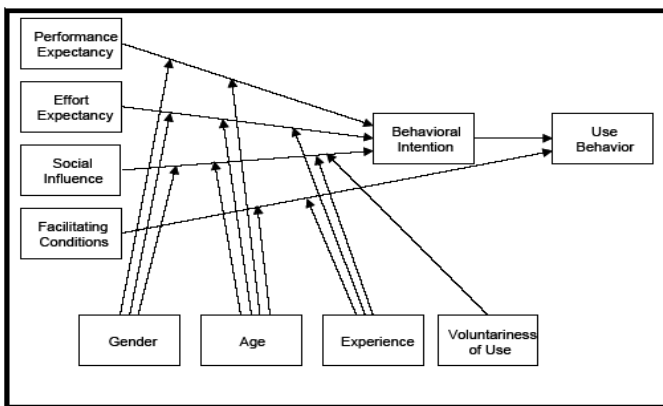 Performance
Expectancy
Effort
Expectancy
Social
Influence
Facilitating
Conditions
Behavioral
Intention
Use
Behavior
Gender
Age
Experience
Voluntariness
of Use